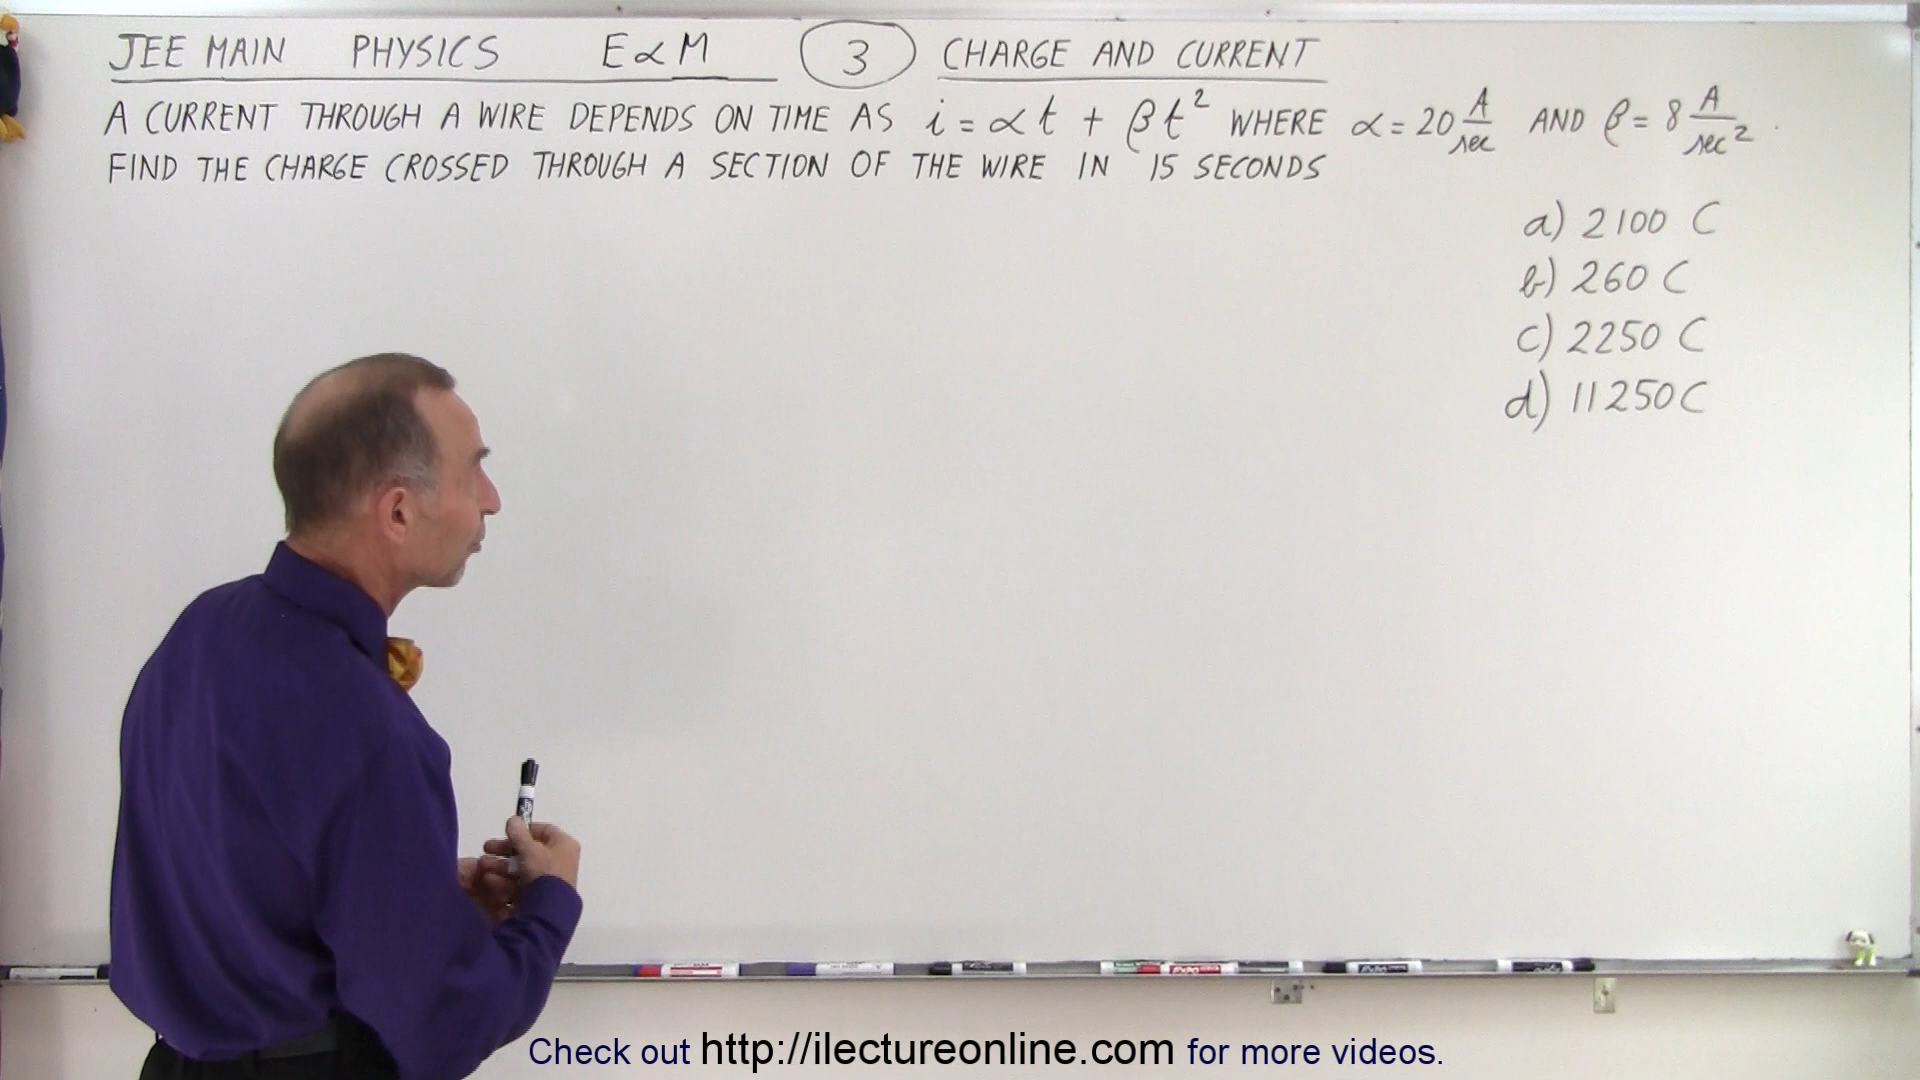 JEE MAIN PHYSICS E∝M 3 CHARGE AND CURRENT
A CURRENT THROUGH A WIRE DEPENDS ON TIME AS i = αt + βt² WHERE α = 20 A/sec AND β = 8 A/sec².
FIND THE CHARGE CROSSED THROUGH A SECTION OF THE WIRE IN 15 SECONDS
a) 2100 C
b) 260 C
c) 2250 C
d) 11250 C
EXPO
Check out http://ilectureonline.com for more videos.